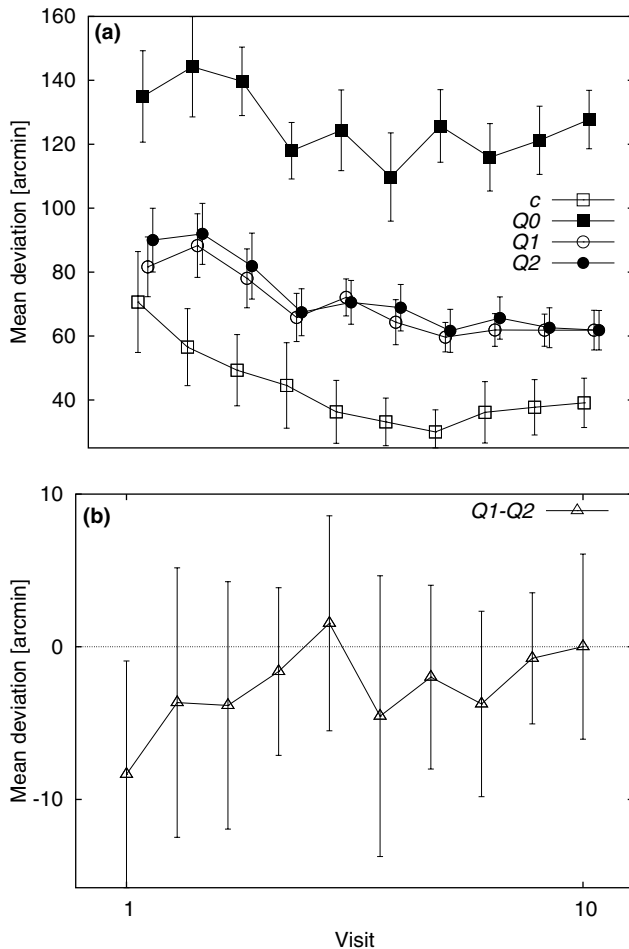 160
(a)
140
120
100
80
60
40
Mean deviation [arcmin]
c
Q0
Q1
Q2
10
(b)
Q1-Q2
0
-10
Mean deviation [arcmin]
1
10
Visit